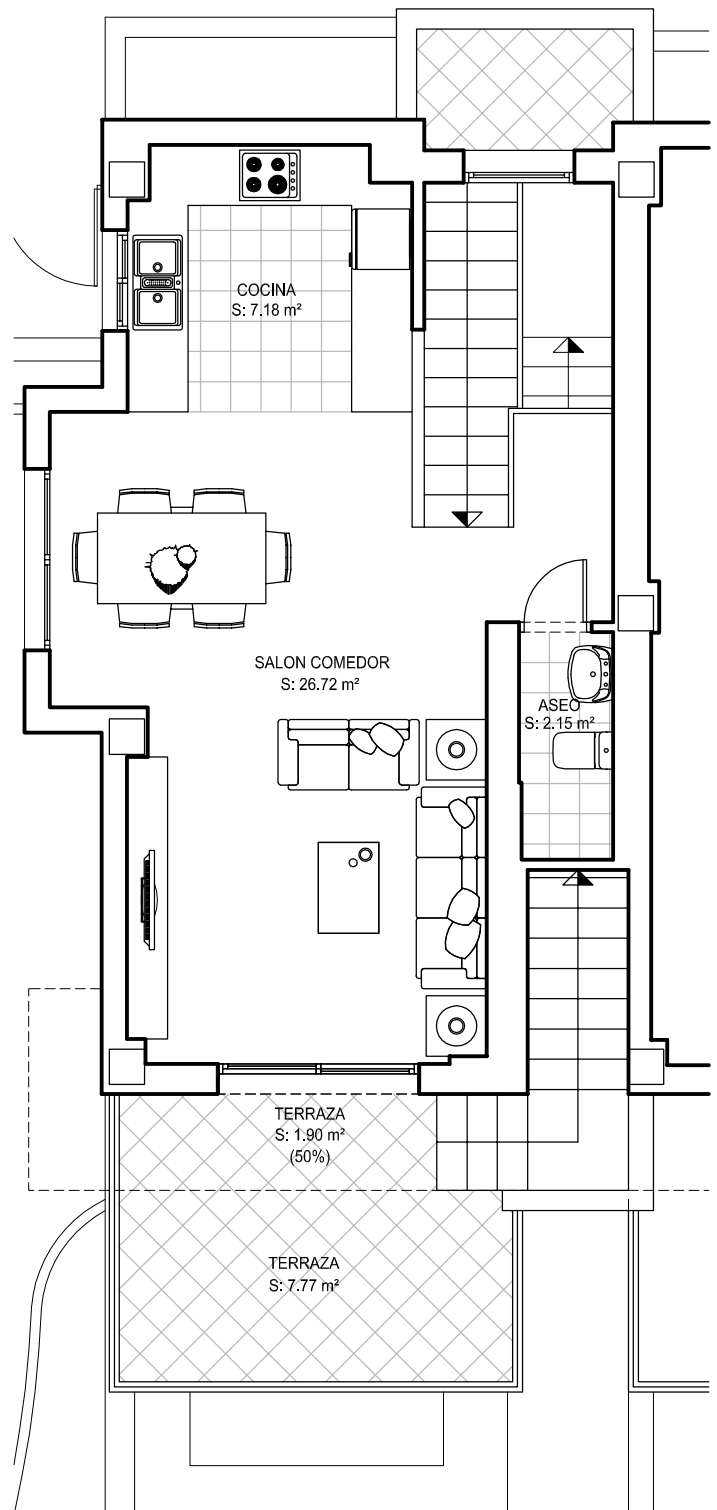 COCINA
S: 7.18 m²
SALON COMEDOR
S: 26.72 m²
ASEO
S: 2.15 m²
TERRAZA
S: 1.90 m²
(50%)
TERRAZA
S: 7.77 m²